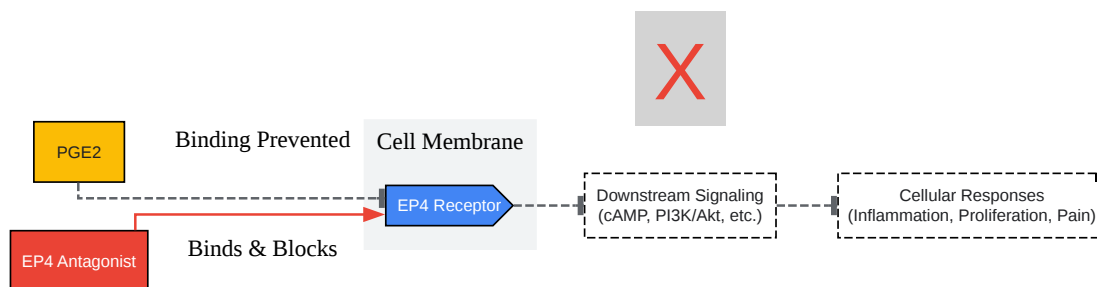 X
Binding Prevented
Cell Membrane
PGE2
EP4 Receptor
Downstream Signaling
(cAMP, PI3K/Akt, etc.)
Cellular Responses
(Inflammation, Proliferation, Pain)
Binds & Blocks
EP4 Antagonist